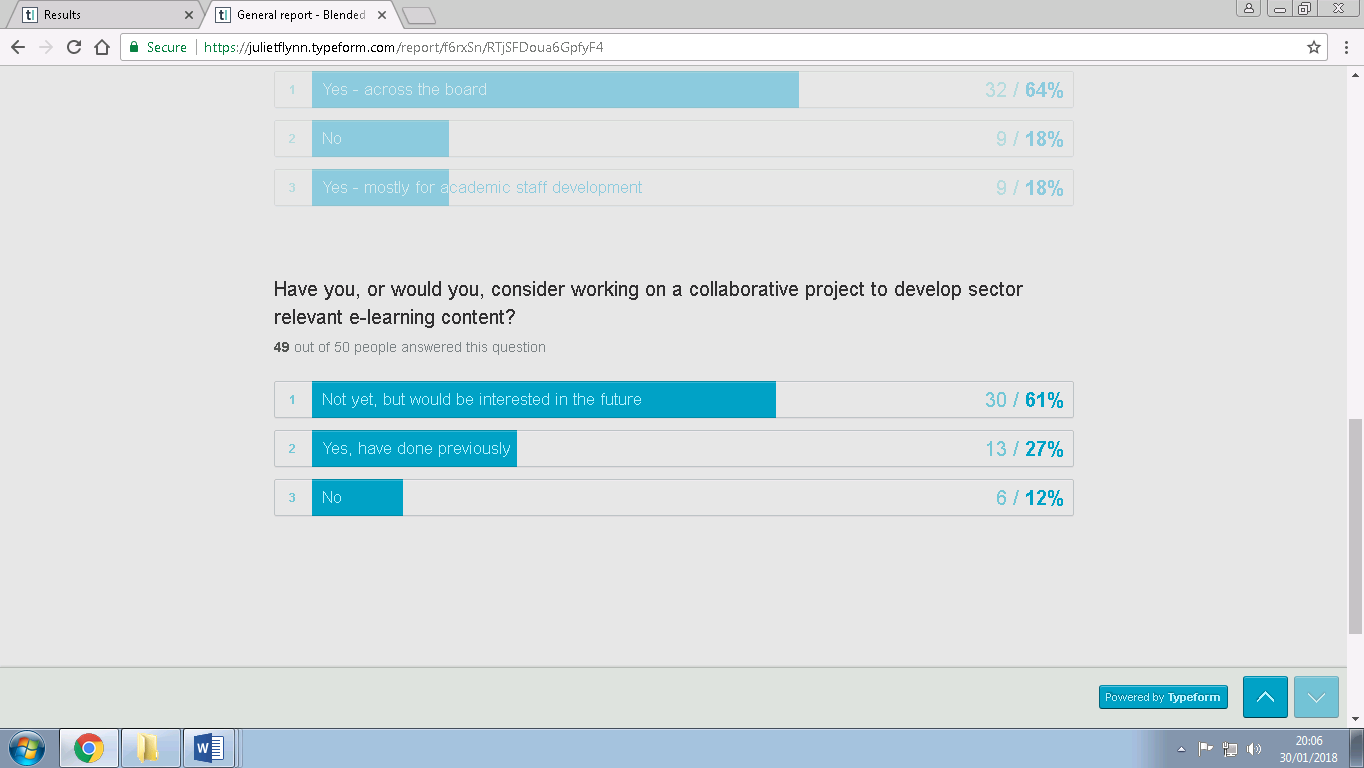 Results
General report - Blended
Secure https://julietflynn.typeform.com/report/f6rxSn/RTjSFDoua6GpfyF4
1 Yes - across the board 32 / 64%
2 No 9 / 18%
3 Yes - mostly for academic staff development 9 / 18%
Have you, or would you, consider working on a collaborative project to develop sector
relevant e-learning content?
49 out of 50 people answered this question
1 Not yet, but would be interested in the future 30 / 61%
2 Yes, have done previously 13 / 27%
3 No 6 / 12%
Powered by Typeform
20:06
30/01/2018